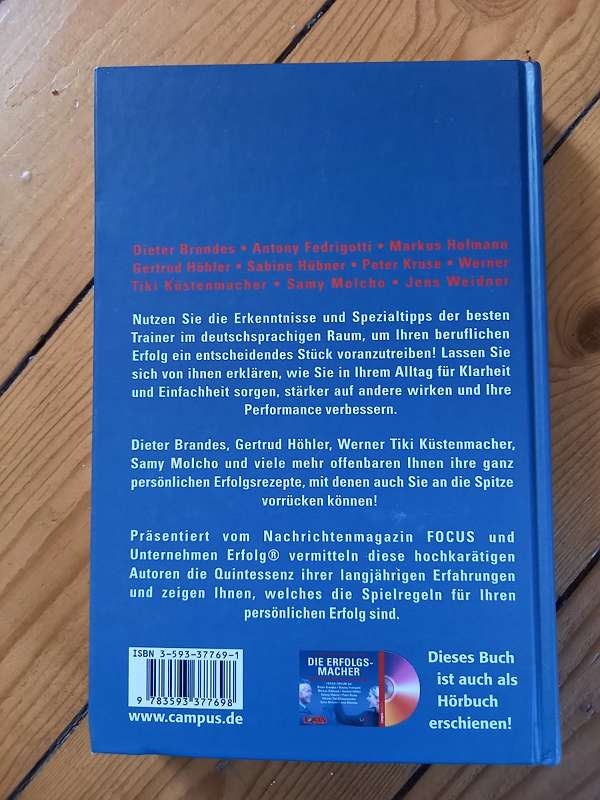 Dieter Brandes • Antony Fedrigotti • Markus Hofmann
Gertrud Höhler • Sabine Hübner • Peter Kruse • Werner
Tiki Küstenmacher • Samy Molcho • Jens Weidner
Nutzen Sie die Erkenntnisse und Spezialtipps der besten
Trainer im deutschsprachigen Raum, um Ihren beruflichen
Erfolg ein entscheidendes Stück voranzutreiben! Lassen Sie
sich von ihnen erklären, wie Sie in Ihrem Alltag für Klarheit
und Einfachheit sorgen, stärker auf andere wirken und Ihre
Performance verbessern.
Dieter Brandes, Gertrud Höhler, Werner Tiki Küstenmacher,
Samy Molcho und viele mehr offenbaren Ihnen ihre ganz
persönlichen Erfolgsrezepte, mit denen auch Sie an die Spitze
vorrücken können!
Präsentiert vom Nachrichtenmagazin FOCUS und
Unternehmen Erfolg® vermitteln diese hochkarätigen
Autoren die Quintessenz ihrer langjährigen Erfahrungen
und zeigen Ihnen, welches die Spielregeln für Ihren
persönlichen Erfolg sind.
ISBN 3-593-37769-1
9 783593 377698
www.campus.de
DIE ERFOLGS-
MACHER
Dieses Buch
ist auch als
Hörbuch
erschienen!